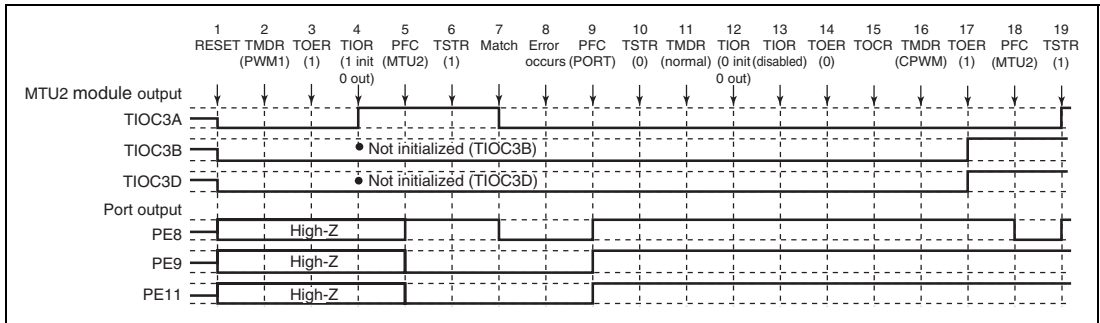 1 2 3 4 5 6 7 8 9 10 11 12 13 14 15 16 17 18 19
RESET TMDR TOER TIOR PFC TSTR Match Error PFC TSTR TMDR TIOR TIOR TOER TOCR TMDR TOER PFC TSTR
(PWM1) (1) (1 init (MTU2) (1) occurs (PORT) (0) (normal) (0 init (disabled) (0) (CPWM) (1) (MTU2) (1)
0 out) 0 out)
MTU2 module output
TIOC3A
TIOC3B • Not initialized (TIOC3B)
TIOC3D • Not initialized (TIOC3D)
Port output
PE8 High-Z
PE9 High-Z
PE11 High-Z